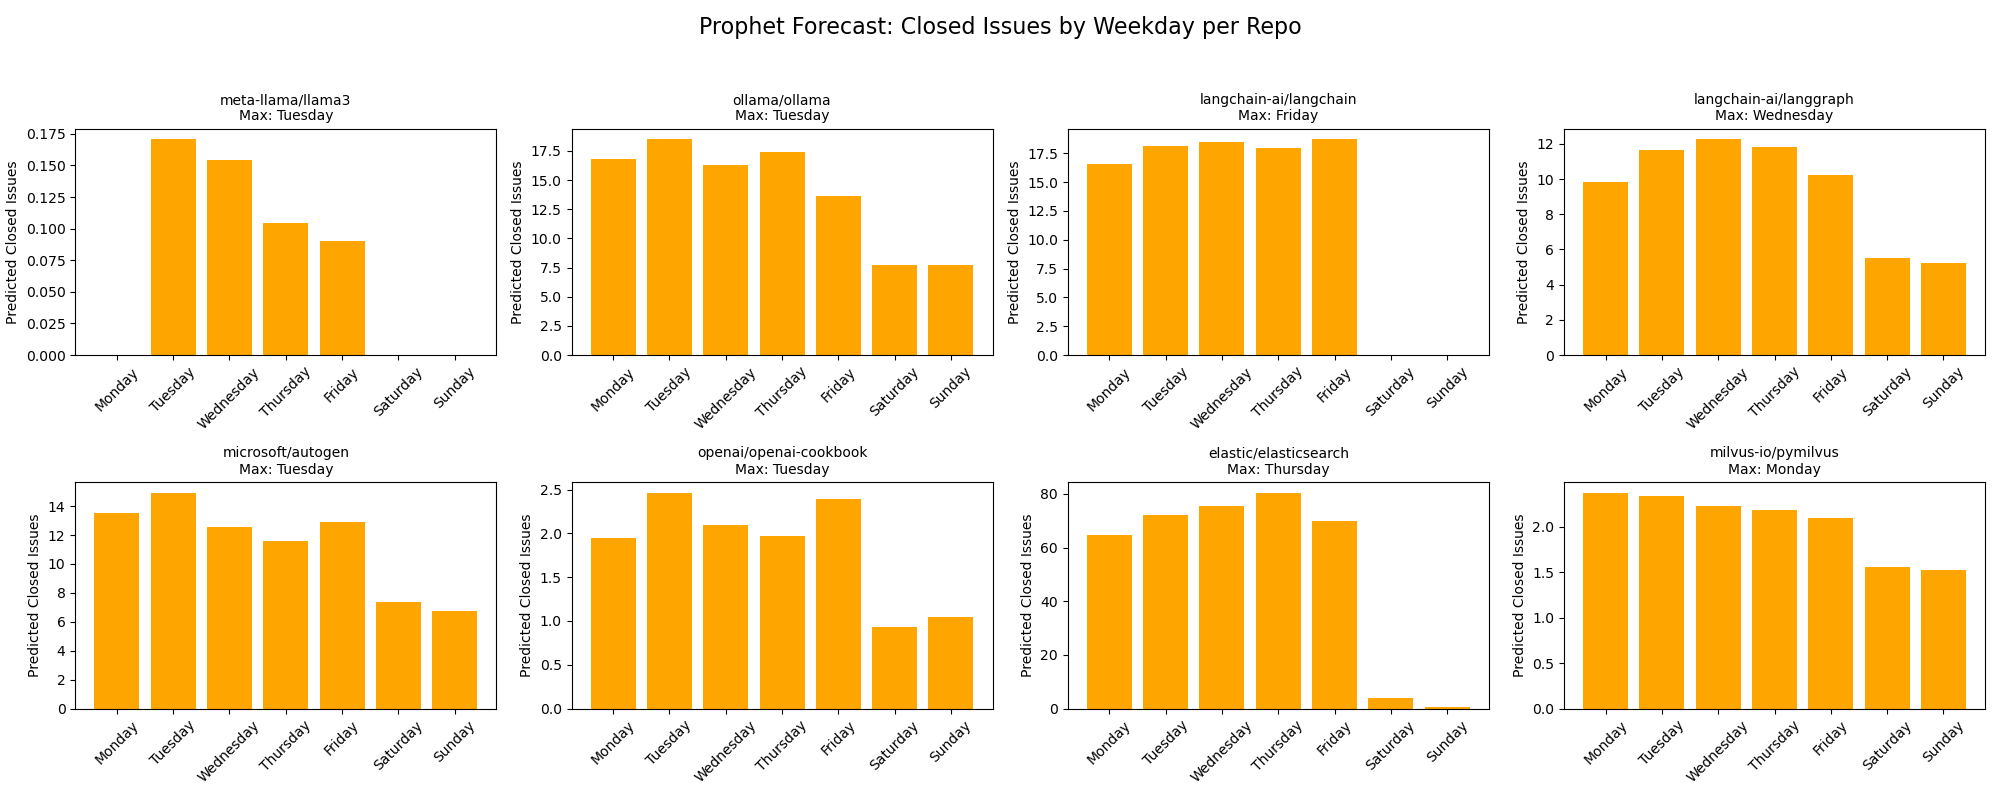 Prophet Forecast: Closed Issues by Weekday per Repo
meta-llama/llama3
Max: Tuesday
Predicted Closed Issues
0.175
0.150
0.125
0.100
0.075
0.050
0.025
0.000
Monday
Tuesday
Wednesday
Thursday
Friday
Saturday
Sunday
ollama/ollama
Max: Tuesday
Predicted Closed Issues
17.5
15.0
12.5
10.0
7.5
5.0
2.5
0.0
Monday
Tuesday
Wednesday
Thursday
Friday
Saturday
Sunday
langchain-ai/langchain
Max: Friday
Predicted Closed Issues
17.5
15.0
12.5
10.0
7.5
5.0
2.5
0.0
Monday
Tuesday
Wednesday
Thursday
Friday
Saturday
Sunday
langchain-ai/langgraph
Max: Wednesday
Predicted Closed Issues
12
10
8
6
4
2
0
Monday
Tuesday
Wednesday
Thursday
Friday
Saturday
Sunday
microsoft/autogen
Max: Tuesday
Predicted Closed Issues
14
12
10
8
6
4
2
0
Monday
Tuesday
Wednesday
Thursday
Friday
Saturday
Sunday
openai/openai-cookbook
Max: Tuesday
Predicted Closed Issues
2.5
2.0
1.5
1.0
0.5
0.0
Monday
Tuesday
Wednesday
Thursday
Friday
Saturday
Sunday
elastic/elasticsearch
Max: Thursday
Predicted Closed Issues
80
60
40
20
0
Monday
Tuesday
Wednesday
Thursday
Friday
Saturday
Sunday
milvus-io/pymilvus
Max: Monday
Predicted Closed Issues
2.0
1.5
1.0
0.5
0.0
Monday
Tuesday
Wednesday
Thursday
Friday
Saturday
Sunday